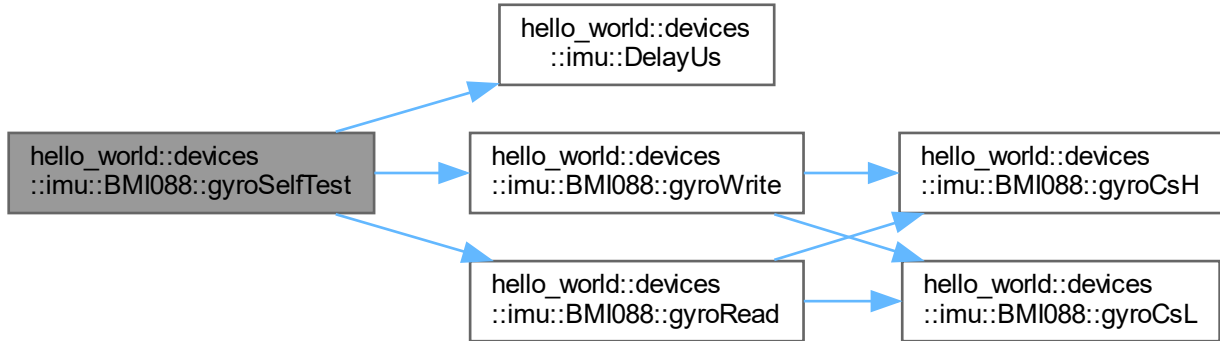 hello_world::devices
::imu::DelayUs
hello_world::devices
::imu::BMI088::gyroSelfTest
hello_world::devices
::imu::BMI088::gyroWrite
hello_world::devices
::imu::BMI088::gyroCsH
hello_world::devices
::imu::BMI088::gyroRead
hello_world::devices
::imu::BMI088::gyroCsL